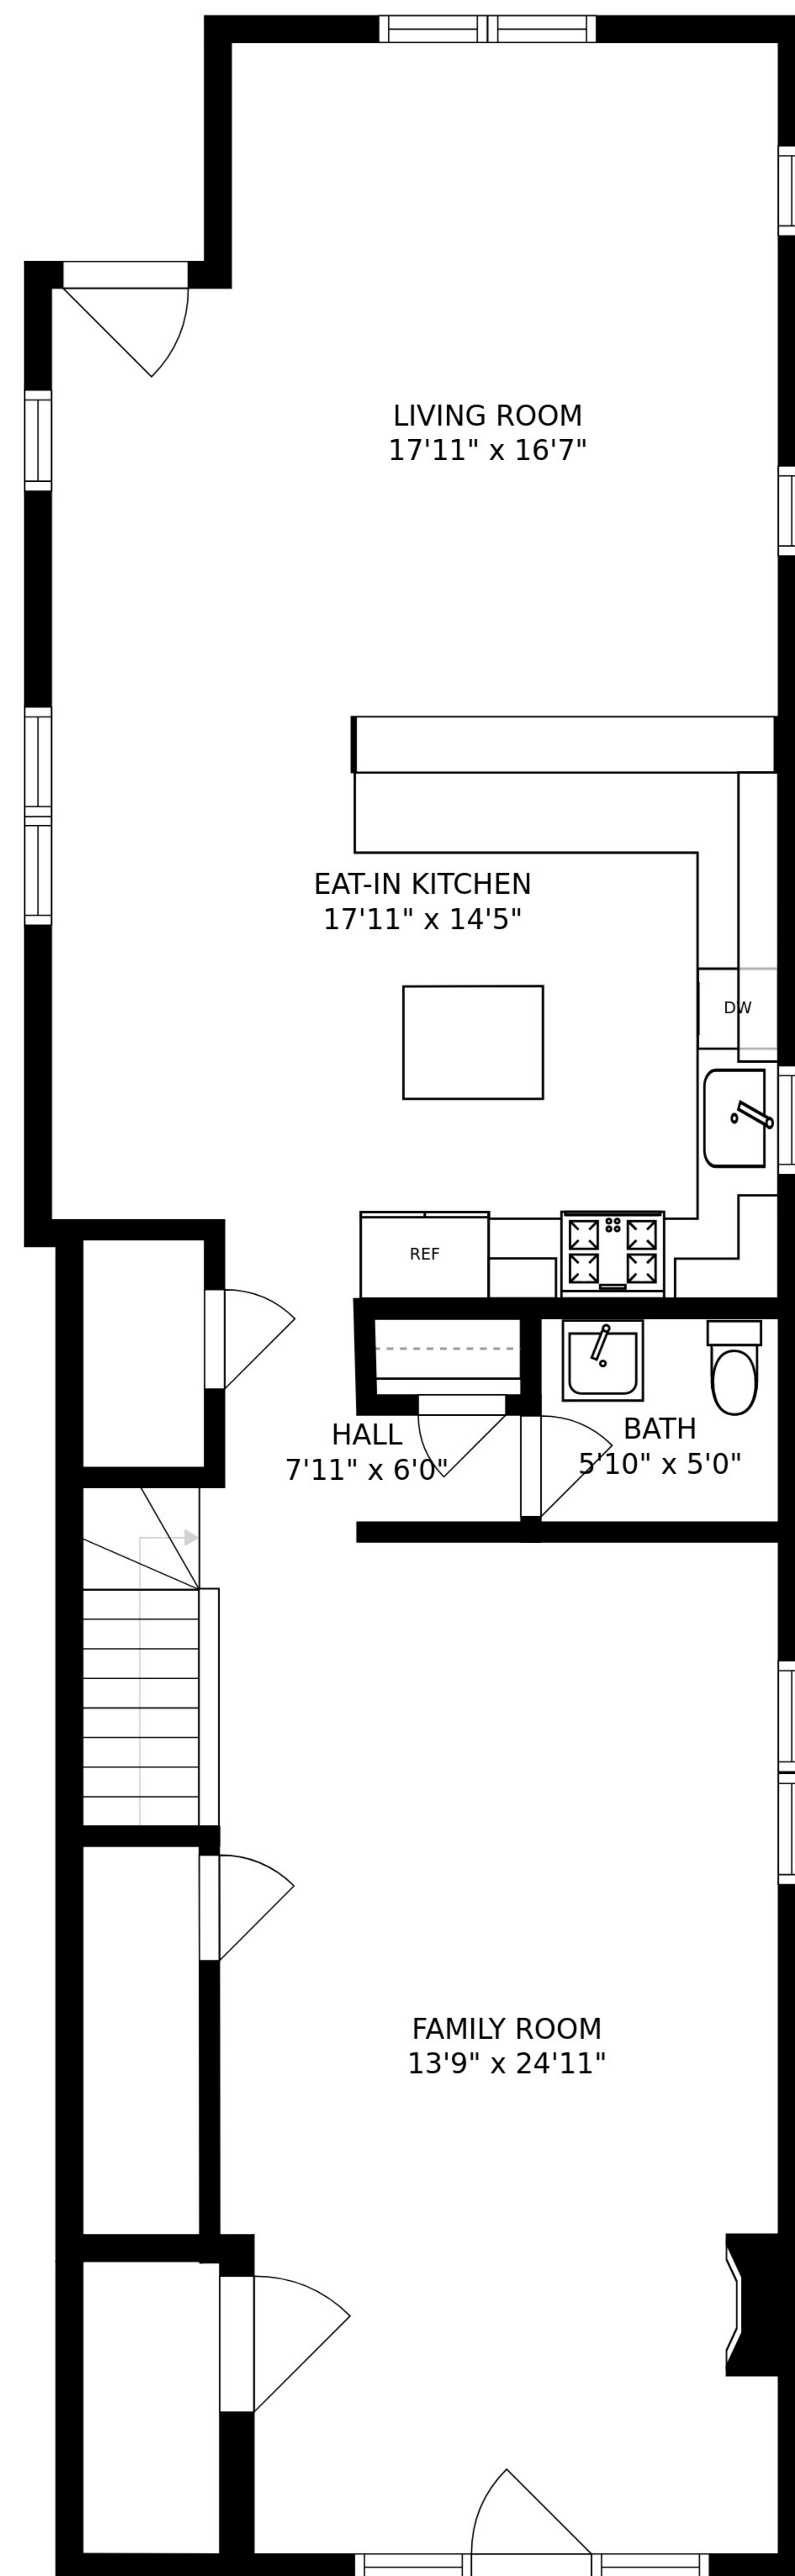 LIVING ROOM
17'11" x 16'7"
EAT-IN KITCHEN
17'11" x 14'5"
DW
REF
HALL
7'11" x 6'0"
BATH
5'10" x 5'0"
FAMILY ROOM
13'9" x 24'11"